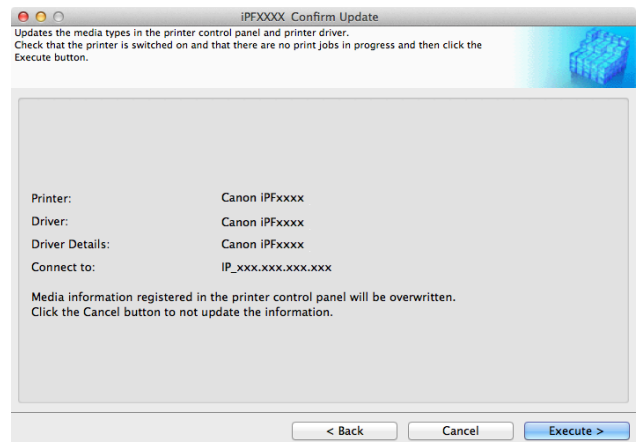 iPFXXXX Confirm Update
Updates the media types in the printer control panel and printer driver.
Check that the printer is switched on and that there are no print jobs in progress and then click the
Execute button.
Printer: Canon iPFxxxx
Driver: Canon iPFxxxx
Driver Details: Canon iPFxxxx
Connect to: IP_xxx.xxx.xxx.xxx
Media information registered in the printer control panel will be overwritten.
Click the Cancel button to not update the information.
< Back Cancel Execute >